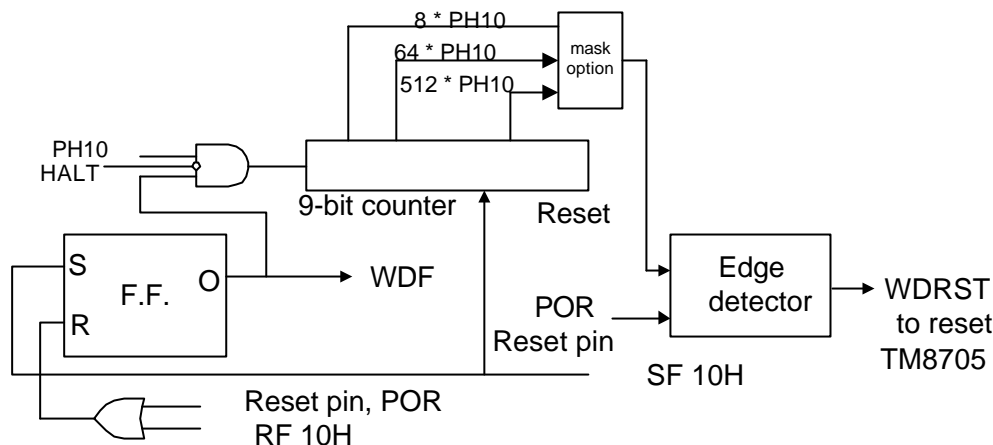 8 * PH10
64 * PH10
512 * PH10
mask
option
PH10
HALT
9-bit counter
Reset
S
F.F.
O
R
WDF
Edge
detector
POR
Reset pin
WDRST
to reset
TM8705
SF 10H
Reset pin, POR
RF 10H